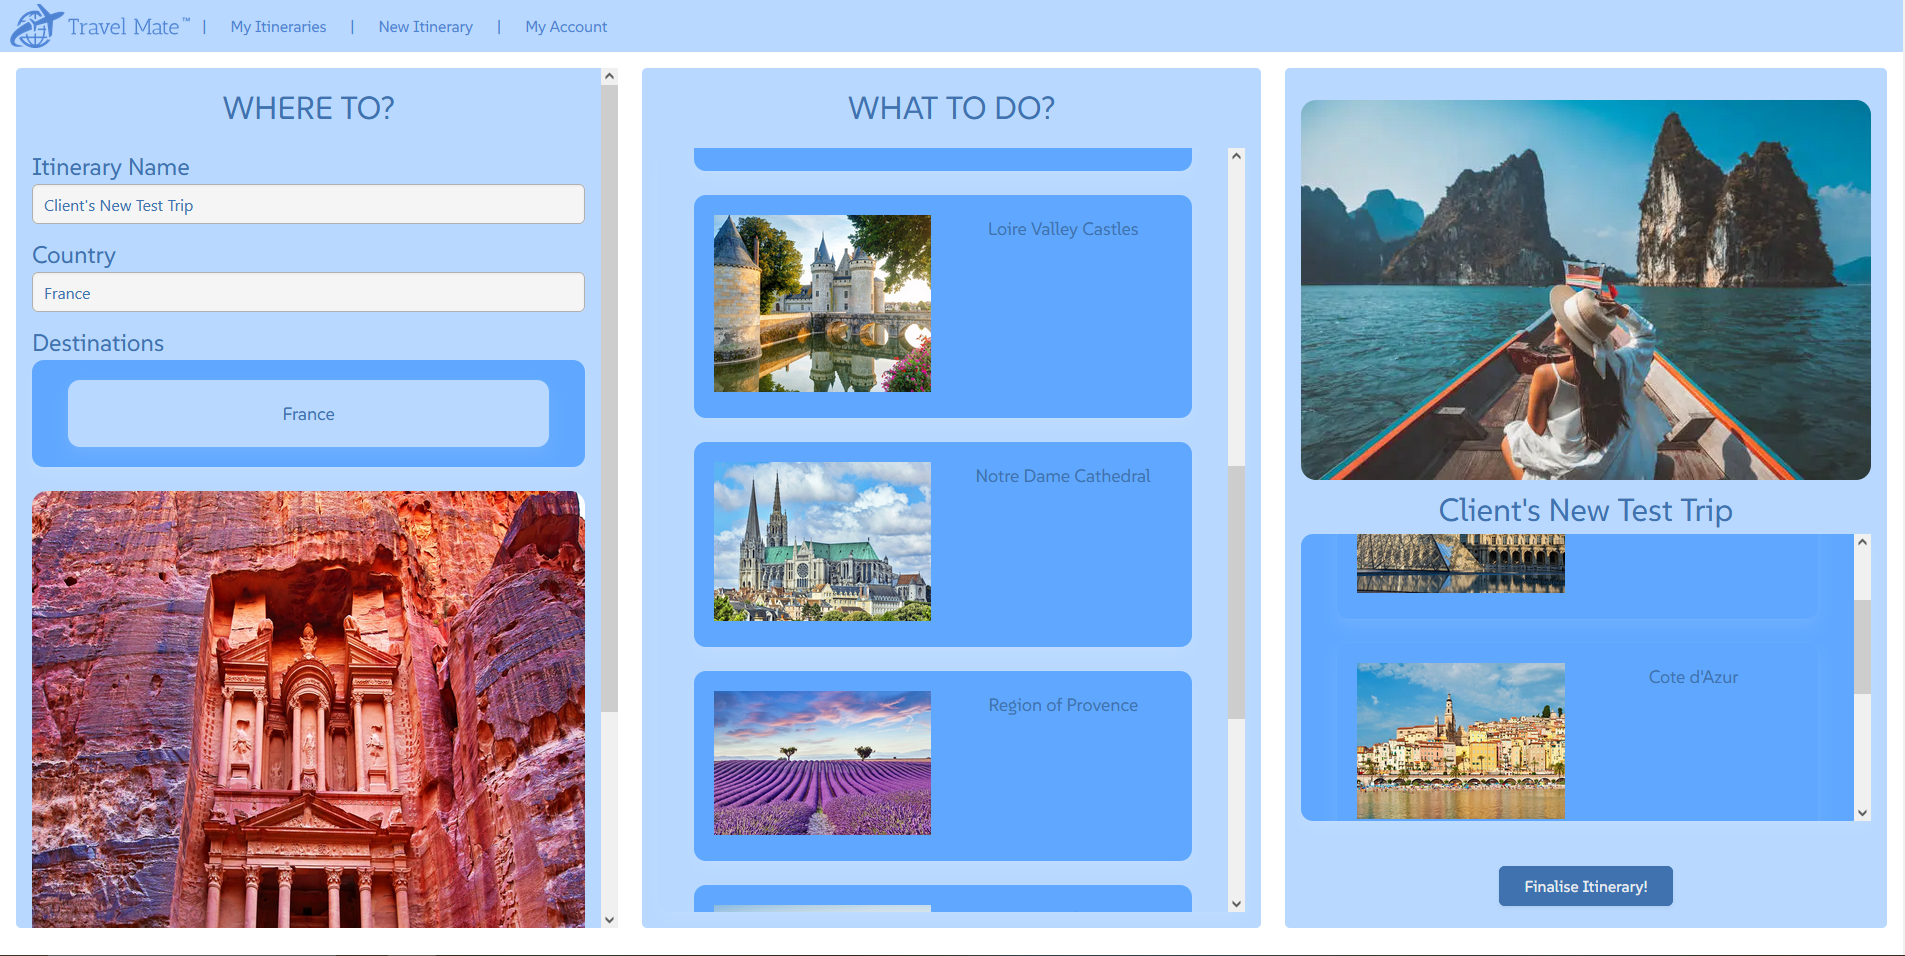 Travel Mate™ | My Itineraries | New Itinerary | My Account
WHERE TO?
Itinerary Name
Client's New Test Trip
Country
France
Destinations
France
WHAT TO DO?
Loire Valley Castles
Notre Dame Cathedral
Region of Provence
Client's New Test Trip
Cote d'Azur
Finalise Itinerary!